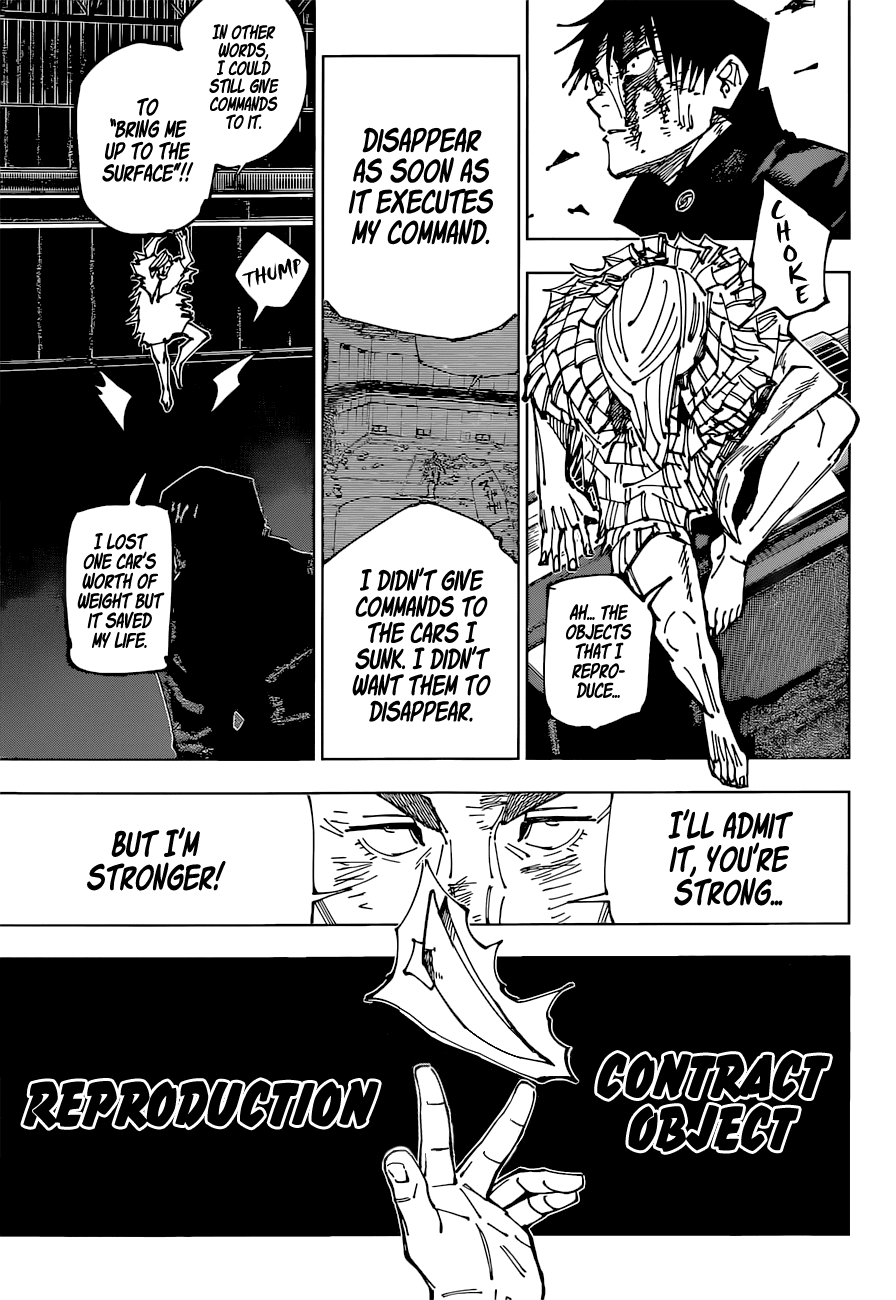 CHOKE
AH... THE
OBJECTS
THAT I
REPRO-
DUCE...
DISAPPEAR
AS SOON AS
IT EXECUTES
MY COMMAND.
I DIDN'T GIVE
COMMANDS TO
THE CARS I
SUNK. I DIDN'T
WANT THEM TO
DISAPPEAR.
IN OTHER
WORDS,
I COULD
STILL GIVE
COMMANDS
TO IT.
TO
"BRING ME
UP TO THE
SURFACE"!!
THUMP
I LOST
ONE CAR'S
WORTH OF
WEIGHT BUT
IT SAVED
MY LIFE.
I'LL ADMIT
IT, YOU'RE
STRONG...
BUT I'M
STRONGER!
CONTRACT
OBJECT
REPRODUCTION